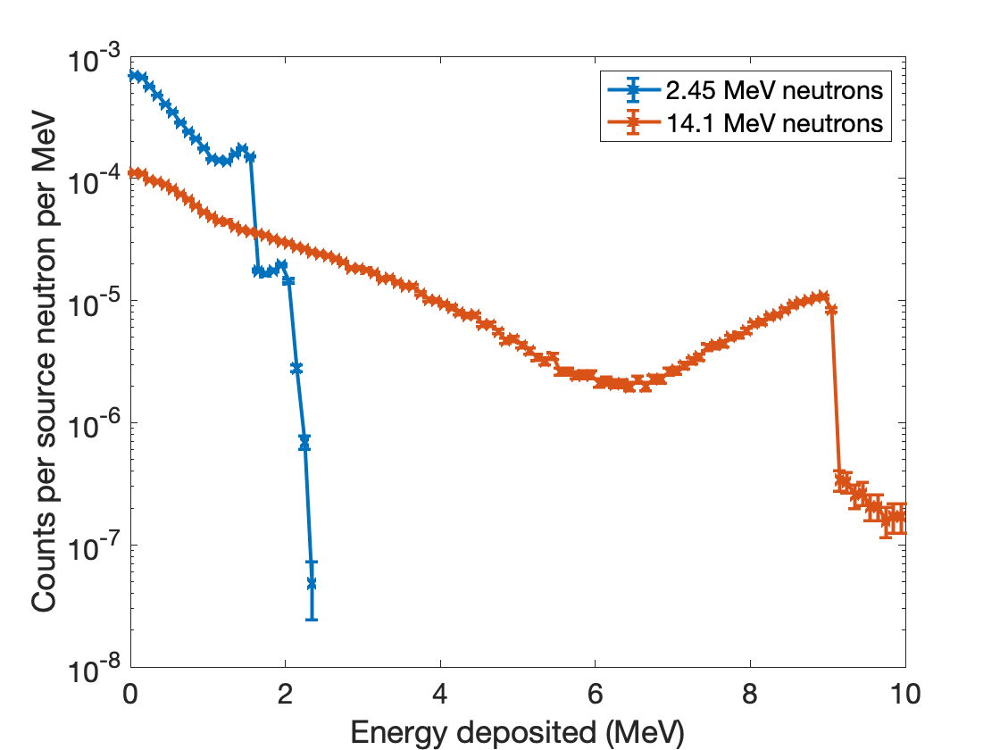 2.45 MeV neutrons
14.1 MeV neutrons
Counts per source neutron per MeV
10-3
10-4
10-5
10-6
10-7
10-8
0 2 4 6 8 10
Energy deposited (MeV)